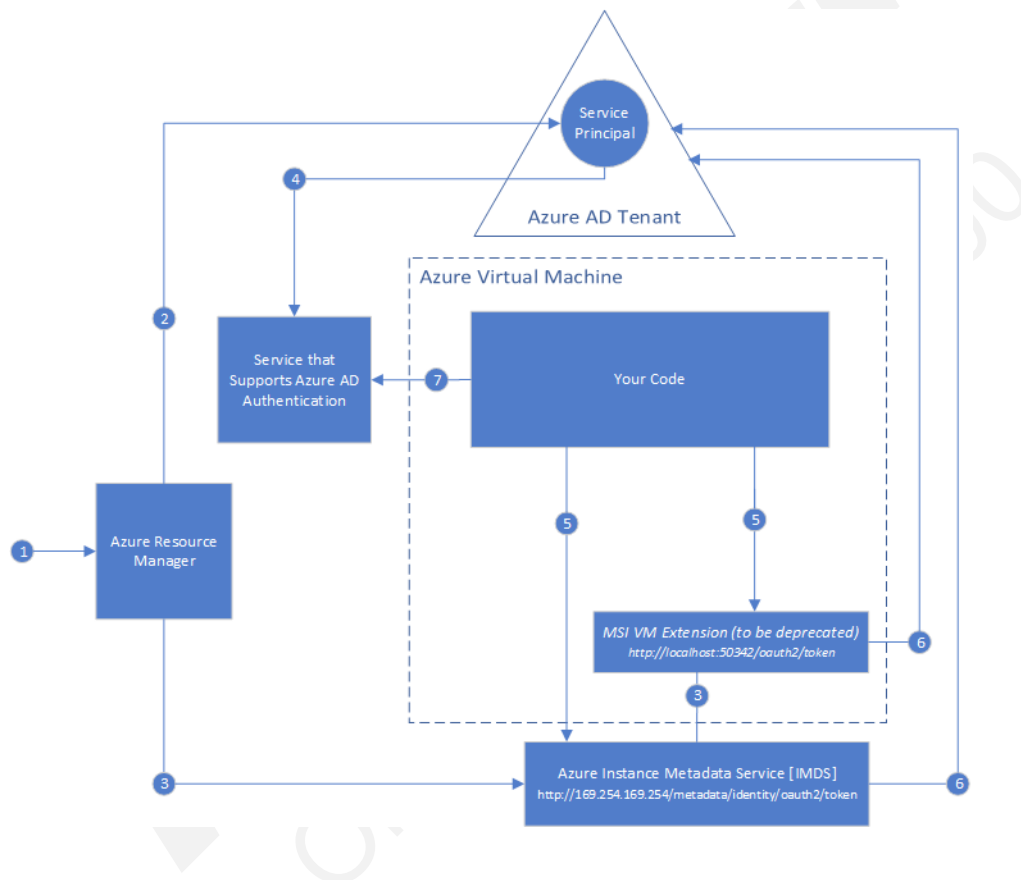 Service
Principal
4
Azure AD Tenant
Azure Virtual Machine
2
Service that
Supports Azure AD
Authentication
7
Your Code
1
Azure Resource
Manager
5
5
MSI VM Extension (to be deprecated)
http://localhost:50342/oauth2/token
6
3
3
Azure Instance Metadata Service [IMDS]
http://169.254.169.254/metadata/identity/oauth2/token
6